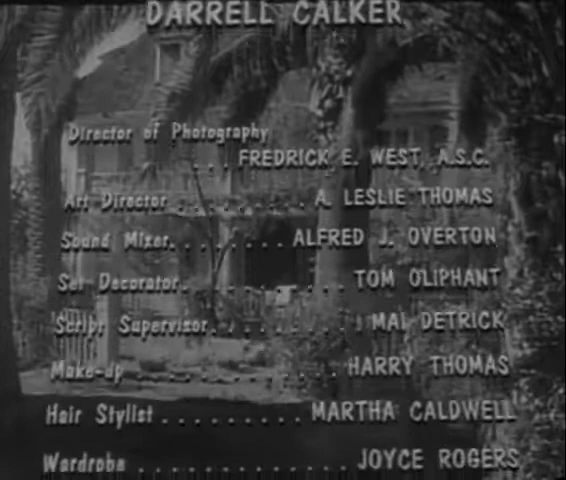 DARRELL CALKER
Director of Photography
. . . FREDRICK E. WEST, A.S.C.
Art Director . . . . . . . . . A. LESLIE THOMAS
Sound Mixer. . . . . . . . ALFRED J. OVERTON
Set Decorator. . . . . . . . . . . . TOM OLIPHANT
Script Supervisor. . . . . . . . . . . MAI DETRICK
Make-up . . . . . . . . . . . . . . HARRY THOMAS
Hair Stylist . . . . . . . . . MARTHA CALDWELL
Wardrobe . . . . . . . . . . . . . JOYCE ROGERS